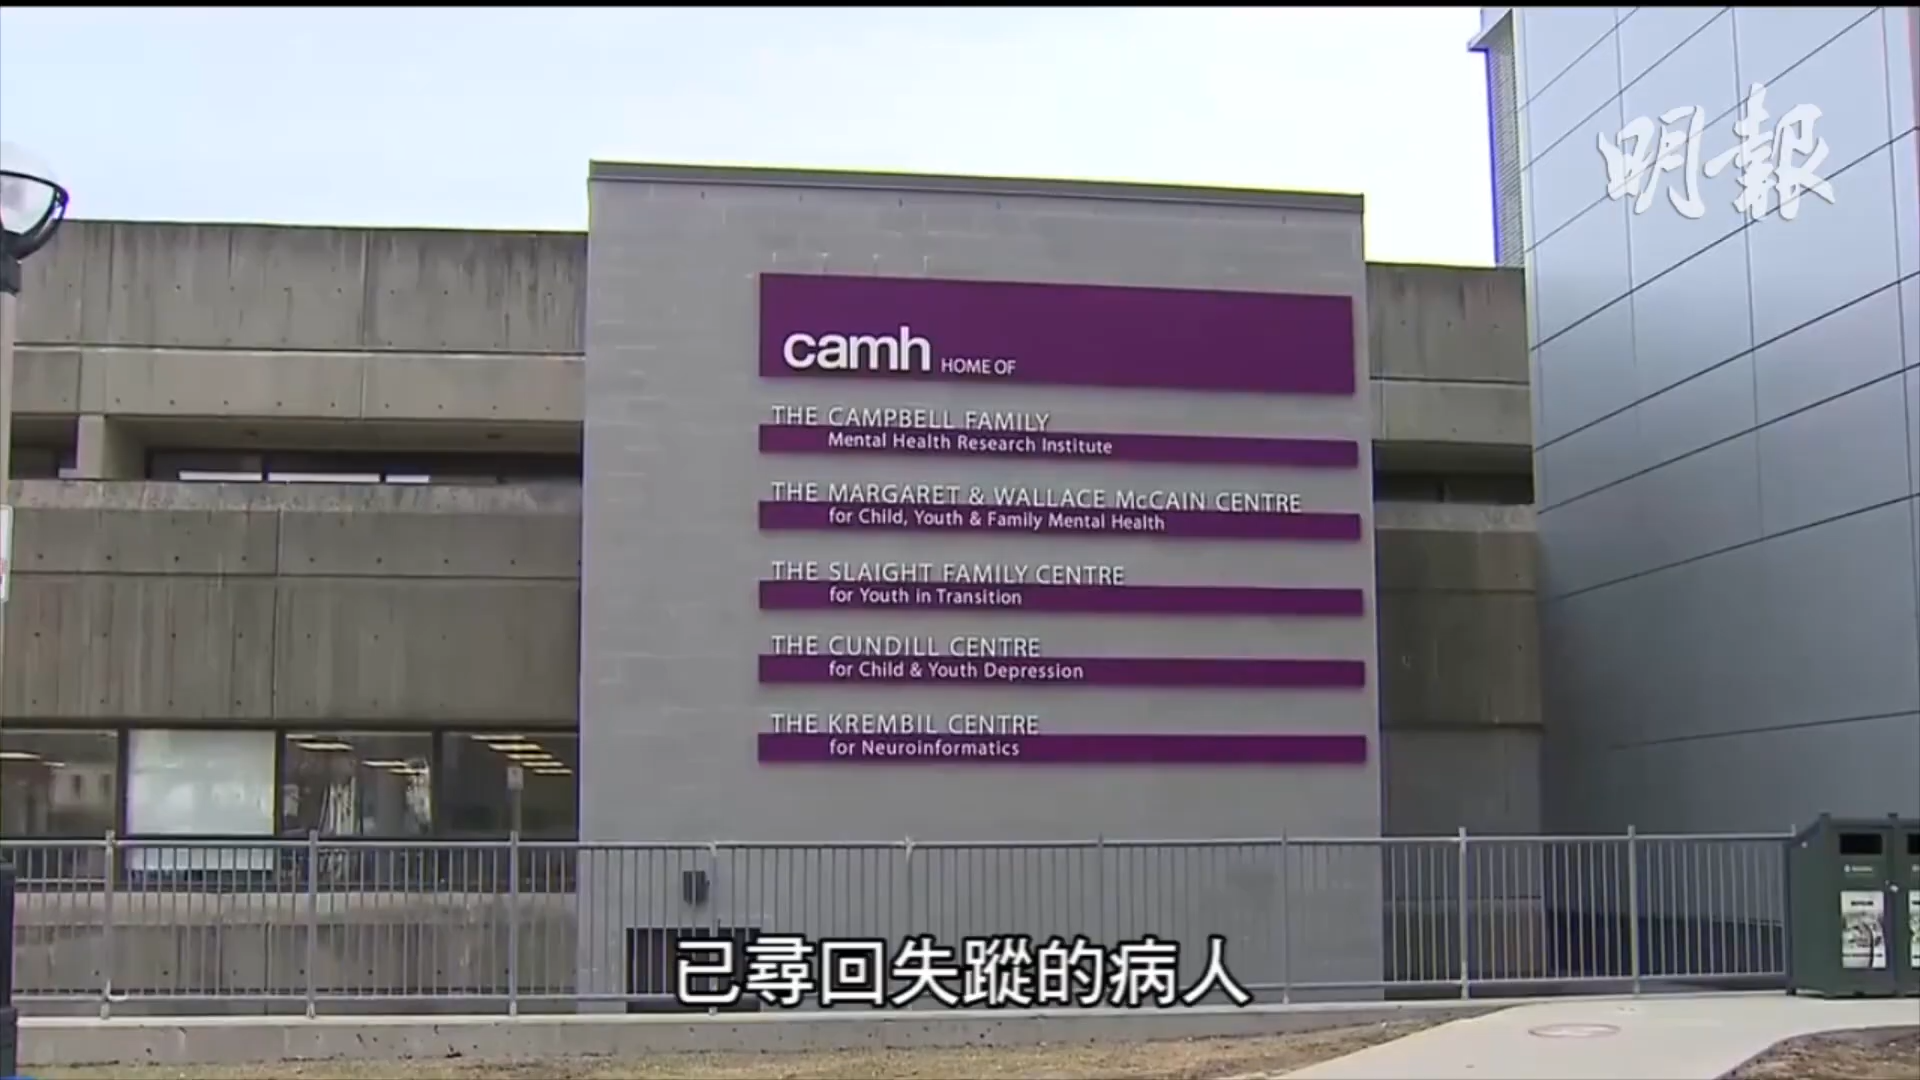 明報
camh HOME OF
THE CAMPBELL FAMILY
Mental Health Research Institute
THE MARGARET & WALLACE McCAIN CENTRE
for Child, Youth & Family Mental Health
THE SLAIGHT FAMILY CENTRE
for Youth in Transition
THE CUNDILL CENTRE
for Child & Youth Depression
THE KREMBIL CENTRE
for Neuroinformatics
已尋回失蹤的病人